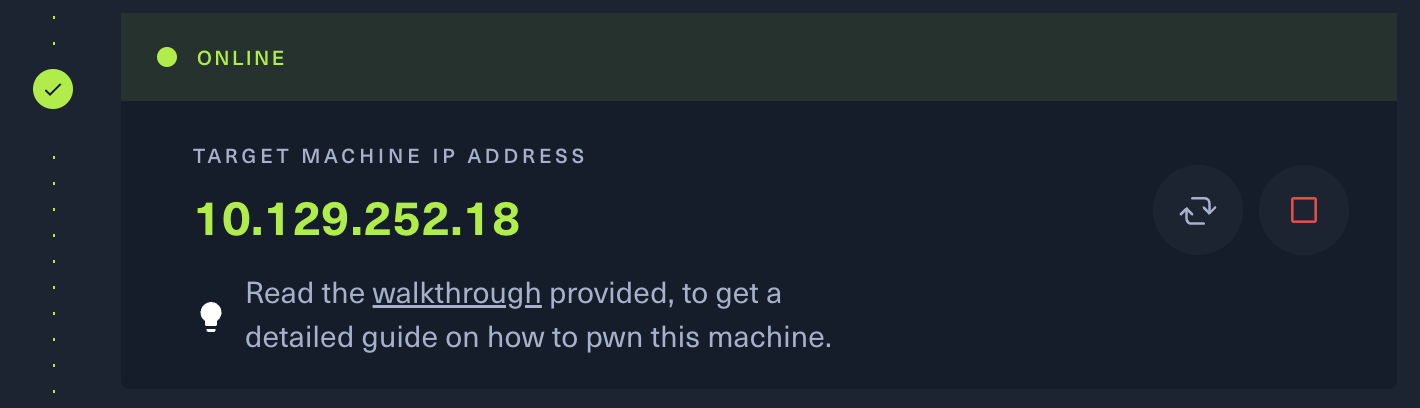 ONLINE
TARGET MACHINE IP ADDRESS
10.129.252.18
Read the walkthrough provided, to get a
detailed guide on how to pwn this machine.